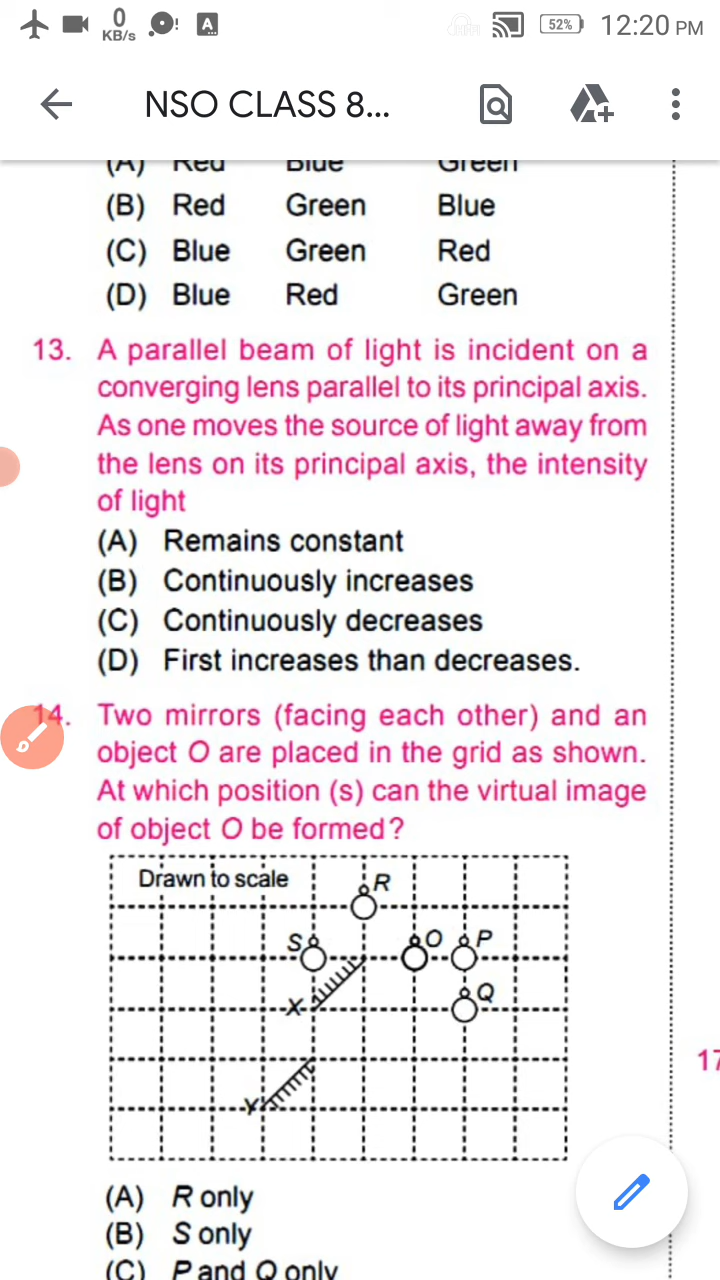 0
KB/s
A
52%
12:20 PM
NSO CLASS 8...
(A) Red Blue Green
(B) Red Green Blue
(C) Blue Green Red
(D) Blue Red Green
13. A parallel beam of light is incident on a
converging lens parallel to its principal axis.
As one moves the source of light away from
the lens on its principal axis, the intensity
of light
(A) Remains constant
(B) Continuously increases
(C) Continuously decreases
(D) First increases than decreases.
14. Two mirrors (facing each other) and an
object O are placed in the grid as shown.
At which position (s) can the virtual image
of object O be formed?
Drawn to scale
R
S
O
P
X
Q
Y
17
(A) R only
(B) S only
(C) P and Q only